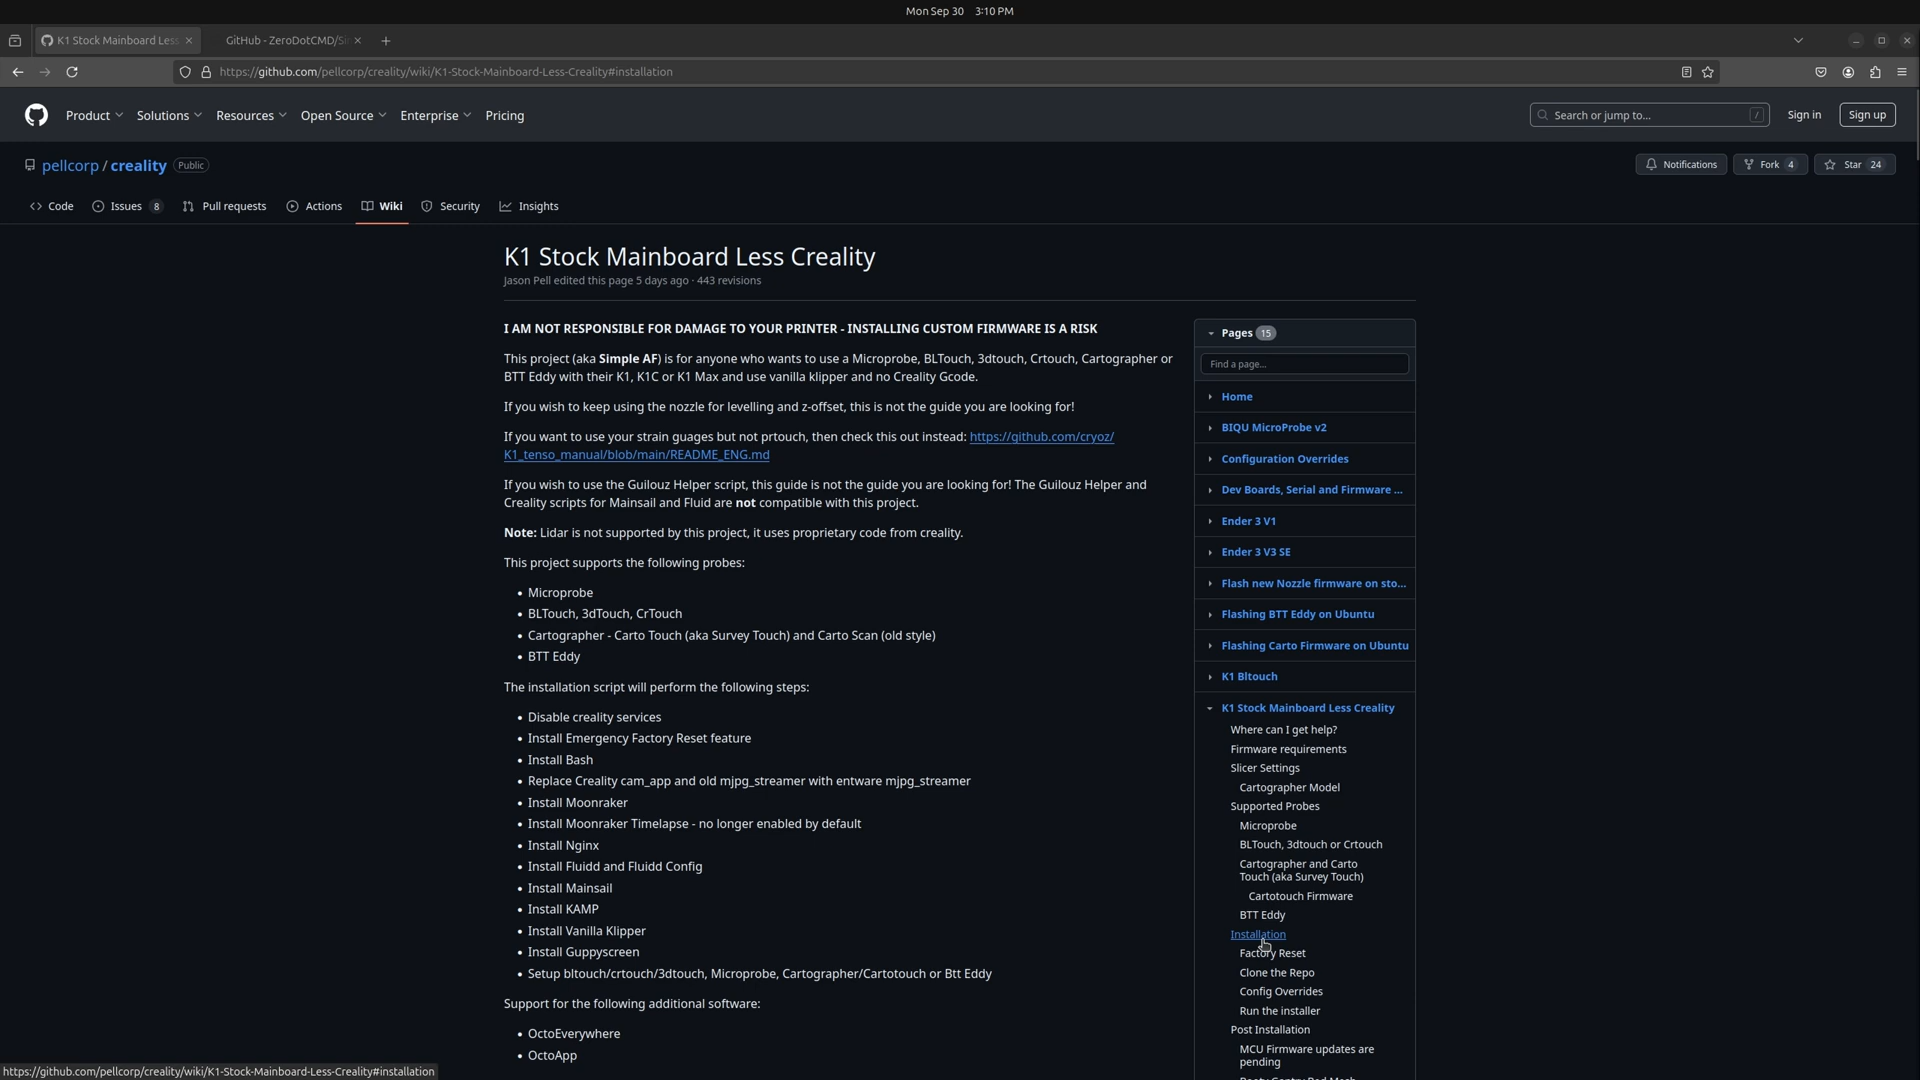 Mon Sep 30 3:10 PM
K1 Stock Mainboard Less
GitHub - ZeroDotCMD/Si
https://github.com/pellcorp/creality/wiki/K1-Stock-Mainboard-Less-Creality#installation
Product
Solutions
Resources
Open Source
Enterprise
Pricing
Search or jump to...
/
Sign in
Sign up
pellcorp / creality
Public
Notifications
Fork 4
Star 24
Code
Issues 8
Pull requests
Actions
Wiki
Security
Insights
K1 Stock Mainboard Less Creality
Jason Pell edited this page 5 days ago · 443 revisions
I AM NOT RESPONSIBLE FOR DAMAGE TO YOUR PRINTER - INSTALLING CUSTOM FIRMWARE IS A RISK
This project (aka Simple AF) is for anyone who wants to use a Microprobe, BLTouch, 3dtouch, Crtouch, Cartographer or
BTT Eddy with their K1, K1C or K1 Max and use vanilla klipper and no Creality Gcode.
If you wish to keep using the nozzle for levelling and z-offset, this is not the guide you are looking for!
If you want to use your strain guages but not prtouch, then check this out instead: https://github.com/cryoz/
K1_tenso_manual/blob/main/README_ENG.md
If you wish to use the Guilouz Helper script, this guide is not the guide you are looking for! The Guilouz Helper and
Creality scripts for Mainsail and Fluid are not compatible with this project.
Note: Lidar is not supported by this project, it uses proprietary code from creality.
This project supports the following probes:
• Microprobe
• BLTouch, 3dTouch, CrTouch
• Cartographer - Carto Touch (aka Survey Touch) and Carto Scan (old style)
• BTT Eddy
The installation script will perform the following steps:
• Disable creality services
• Install Emergency Factory Reset feature
• Install Bash
• Replace Creality cam_app and old mjpg_streamer with entware mjpg_streamer
• Install Moonraker
• Install Moonraker Timelapse - no longer enabled by default
• Install Nginx
• Install Fluidd and Fluidd Config
• Install Mainsail
• Install KAMP
• Install Vanilla Klipper
• Install Guppyscreen
• Setup bltouch/crtouch/3dtouch, Microprobe, Cartographer/Cartotouch or Btt Eddy
Support for the following additional software:
• OctoEverywhere
• OctoApp
Pages 15
Find a page...
Home
BIQU MicroProbe v2
Configuration Overrides
Dev Boards, Serial and Firmware ...
Ender 3 V1
Ender 3 V3 SE
Flash new Nozzle firmware on sto...
Flashing BTT Eddy on Ubuntu
Flashing Carto Firmware on Ubuntu
K1 Bltouch
K1 Stock Mainboard Less Creality
Where can I get help?
Firmware requirements
Slicer Settings
Cartographer Model
Supported Probes
Microprobe
BLTouch, 3dtouch or Crtouch
Cartographer and Carto
Touch (aka Survey Touch)
Cartotouch Firmware
BTT Eddy
Installation
Factory Reset
Clone the Repo
Config Overrides
Run the installer
Post Installation
MCU Firmware updates are
pending
https://github.com/pellcorp/creality/wiki/K1-Stock-Mainboard-Less-Creality#installation